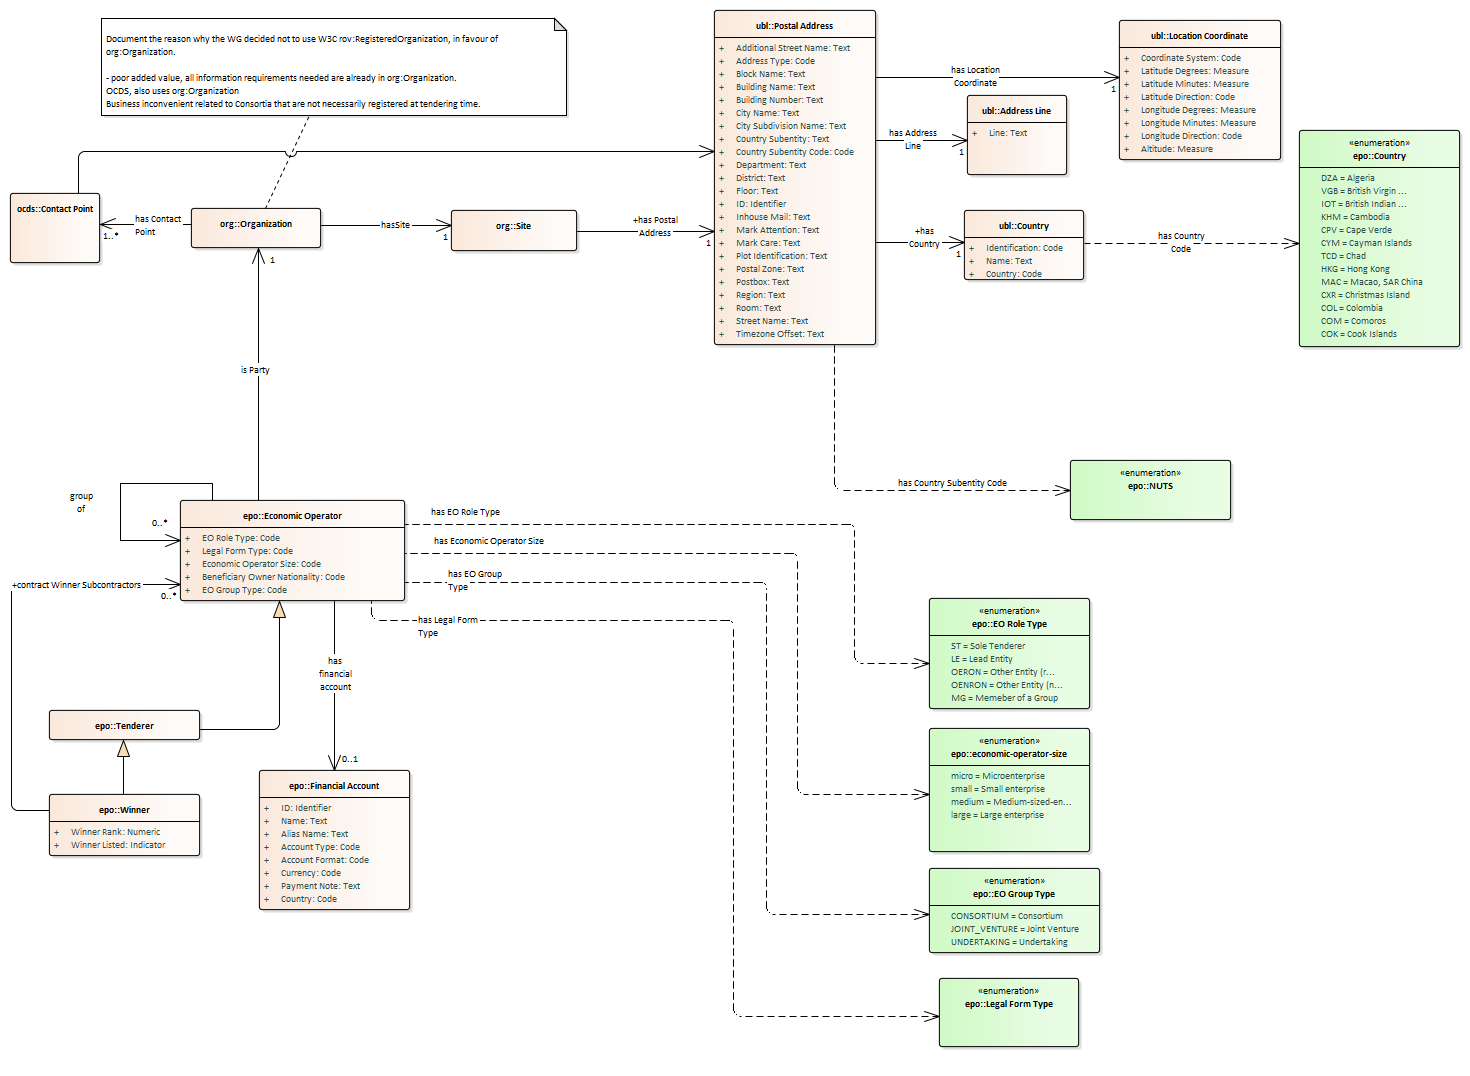 Document the reason why the WG decided not to use W3C rov:RegisteredOrganization, in favour of
org:Organization.
- poor added value, all information requirements needed are already in org:Organization.
OCDS, also uses org:Organization
Business inconvenient related to Consortia that are not necessarily registered at tendering time.
ubl::Postal Address
+ Additional Street Name: Text
+ Address Type: Code
+ Block Name: Text
+ Building Name: Text
+ Building Number: Text
+ City Name: Text
+ City Subdivision Name: Text
+ Country Subentity: Text
+ Country Subentity Code: Code
+ Department: Text
+ District: Text
+ Floor: Text
+ ID: Identifier
+ Inhouse Mail: Text
+ Mark Attention: Text
+ Mark Care: Text
+ Plot Identification: Text
+ Postal Zone: Text
+ Postbox: Text
+ Region: Text
+ Room: Text
+ Street Name: Text
+ Timezone Offset: Text
has Location
Coordinate
1
ubl::Location Coordinate
+ Coordinate System: Code
+ Latitude Degrees: Measure
+ Latitude Minutes: Measure
+ Latitude Direction: Code
+ Longitude Degrees: Measure
+ Longitude Minutes: Measure
+ Longitude Direction: Code
+ Altitude: Measure
has Address
Line
1
ubl::Address Line
+ Line: Text
+has
Country
1
ubl::Country
+ Identification: Code
+ Name: Text
+ Country: Code
has Country
Code
«enumeration»
epo::Country
DZA = Algeria
VGB = British Virgin ...
IOT = British Indian ...
KHM = Cambodia
CPV = Cape Verde
CYM = Cayman Islands
TCD = Chad
HKG = Hong Kong
MAC = Macao, SAR China
CXR = Christmas Island
COL = Colombia
COM = Comoros
COK = Cook Islands
ocds::Contact Point
has Contact
Point
1..*
org::Organization
1
hasSite
1
org::Site
+has Postal
Address
1
is Party
has Country Subentity Code
«enumeration»
epo::NUTS
group
of
0..*
epo::Economic Operator
+ EO Role Type: Code
+ Legal Form Type: Code
+ Economic Operator Size: Code
+ Beneficiary Owner Nationality: Code
+ EO Group Type: Code
+contract Winner Subcontractors
0..*
has EO Role Type
has Economic Operator Size
has EO Group
Type
has Legal Form
Type
has
financial
account
0..1
«enumeration»
epo::EO Role Type
ST = Sole Tenderer
LE = Lead Entity
OERON = Other Entity (r...
OENRON = Other Entity (n...
MG = Memeber of a Group
epo::Tenderer
epo::Winner
+ Winner Rank: Numeric
+ Winner Listed: Indicator
epo::Financial Account
+ ID: Identifier
+ Name: Text
+ Alias Name: Text
+ Account Type: Code
+ Account Format: Code
+ Currency: Code
+ Payment Note: Text
+ Country: Code
«enumeration»
epo::economic-operator-size
micro = Microenterprise
small = Small enterprise
medium = Medium-sized-en...
large = Large enterprise
«enumeration»
epo::EO Group Type
CONSORTIUM = Consortium
JOINT_VENTURE = Joint Venture
UNDERTAKING = Undertaking
«enumeration»
epo::Legal Form Type